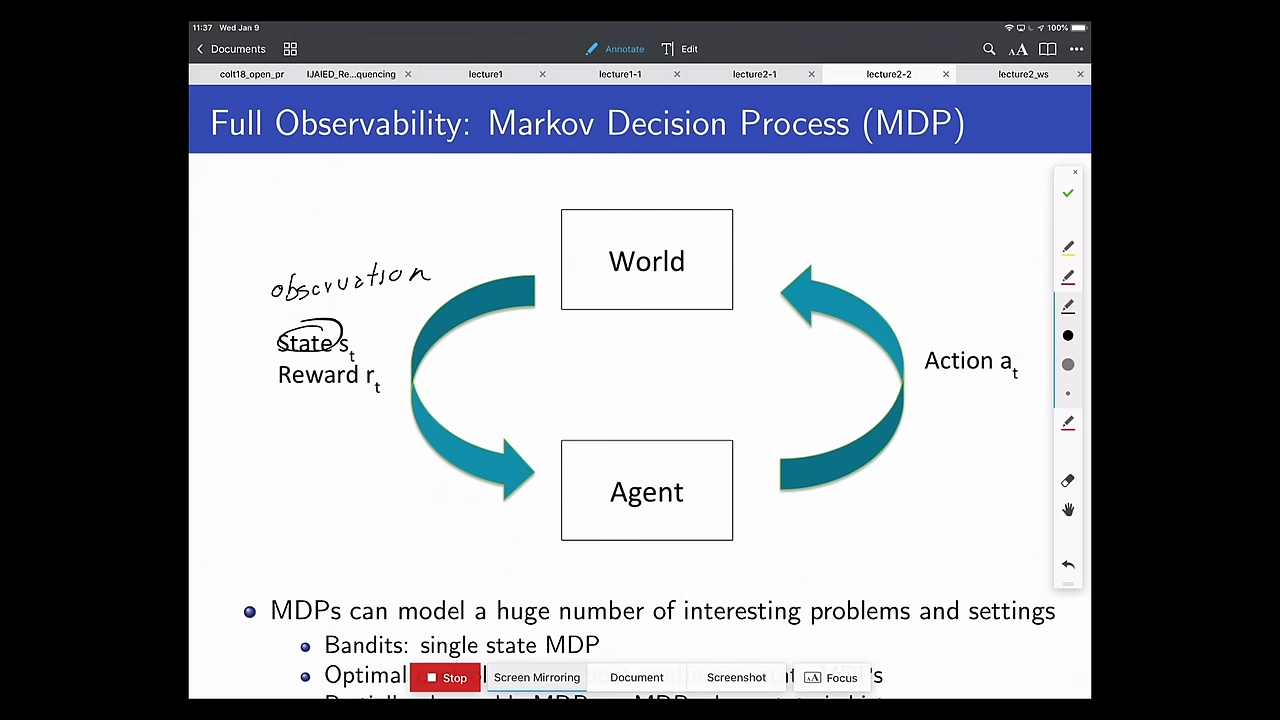 11:37 Wed Jan 9
100%
Documents
Annotate
Edit
AA
colt18_open_pr
IJAIED_Re...quencing
lecture1
lecture1-1
lecture2-1
lecture2-2
lecture2_ws
Full Observability: Markov Decision Process (MDP)
World
observation
State st
Reward rt
Action at
Agent
MDPs can model a huge number of interesting problems and settings
Bandits: single state MDP
Optimal
Stop
Screen Mirroring
Document
Screenshot
AA Focus